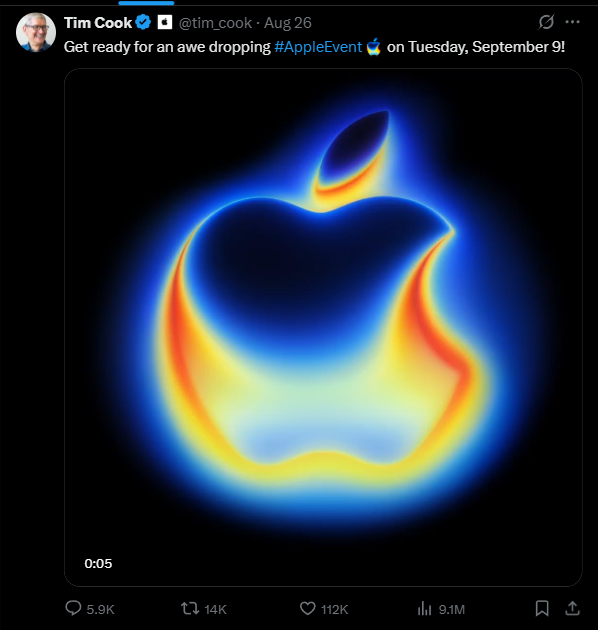 Tim Cook @tim_cook · Aug 26
Get ready for an awe dropping #AppleEvent on Tuesday, September 9!
0:05
5.9K 14K 112K 9.1M